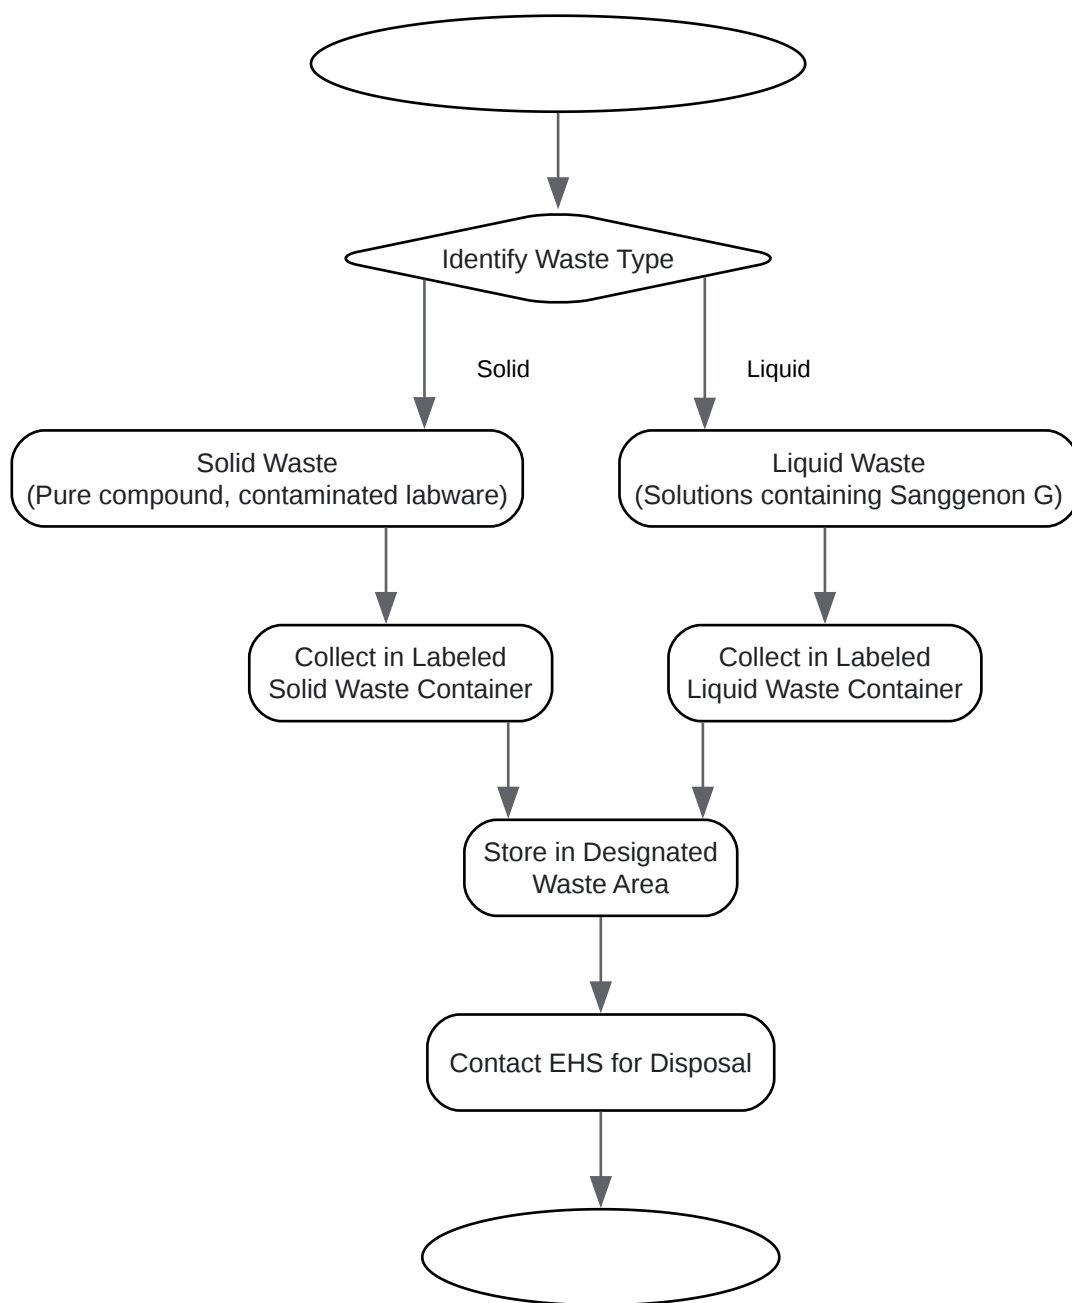 Identify Waste Type
Solid
Liquid
Solid Waste
(Pure compound, contaminated labware)
Liquid Waste
(Solutions containing Sanggenon G)
Collect in Labeled
Solid Waste Container
Collect in Labeled
Liquid Waste Container
Store in Designated
Waste Area
Contact EHS for Disposal